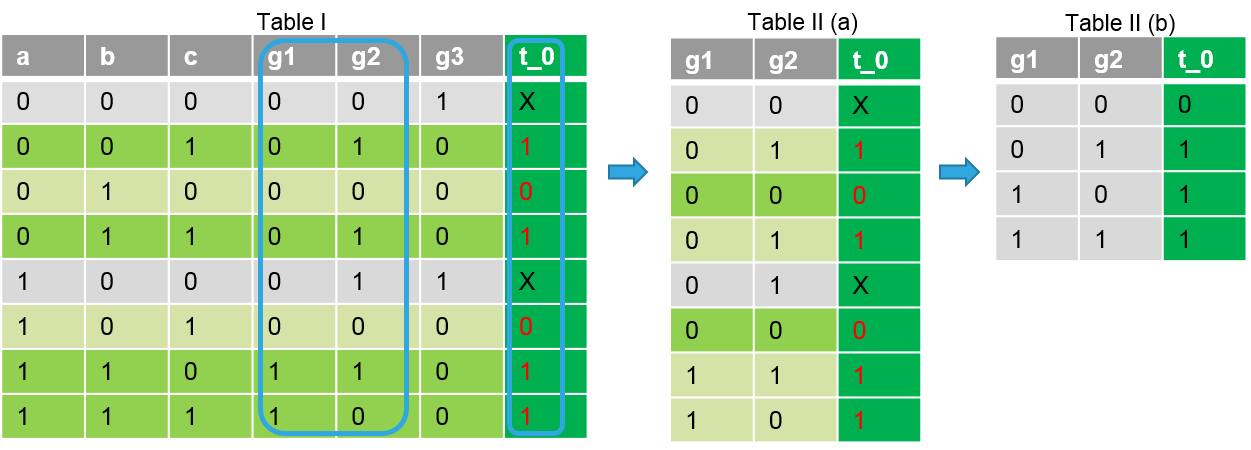 Table I
a b c g1 g2 g3 t_0
0 0 0 0 0 1 X
0 0 1 0 1 0 1
0 1 0 0 0 0 0
0 1 1 0 1 0 1
1 0 0 0 1 1 X
1 0 1 0 0 0 0
1 1 0 1 1 0 1
1 1 1 1 0 0 1
Table II (a)
g1 g2 t_0
0 0 X
0 1 1
0 0 0
0 1 1
0 1 X
0 0 0
1 1 1
1 0 1
Table II (b)
g1 g2 t_0
0 0 0
0 1 1
1 0 1
1 1 1